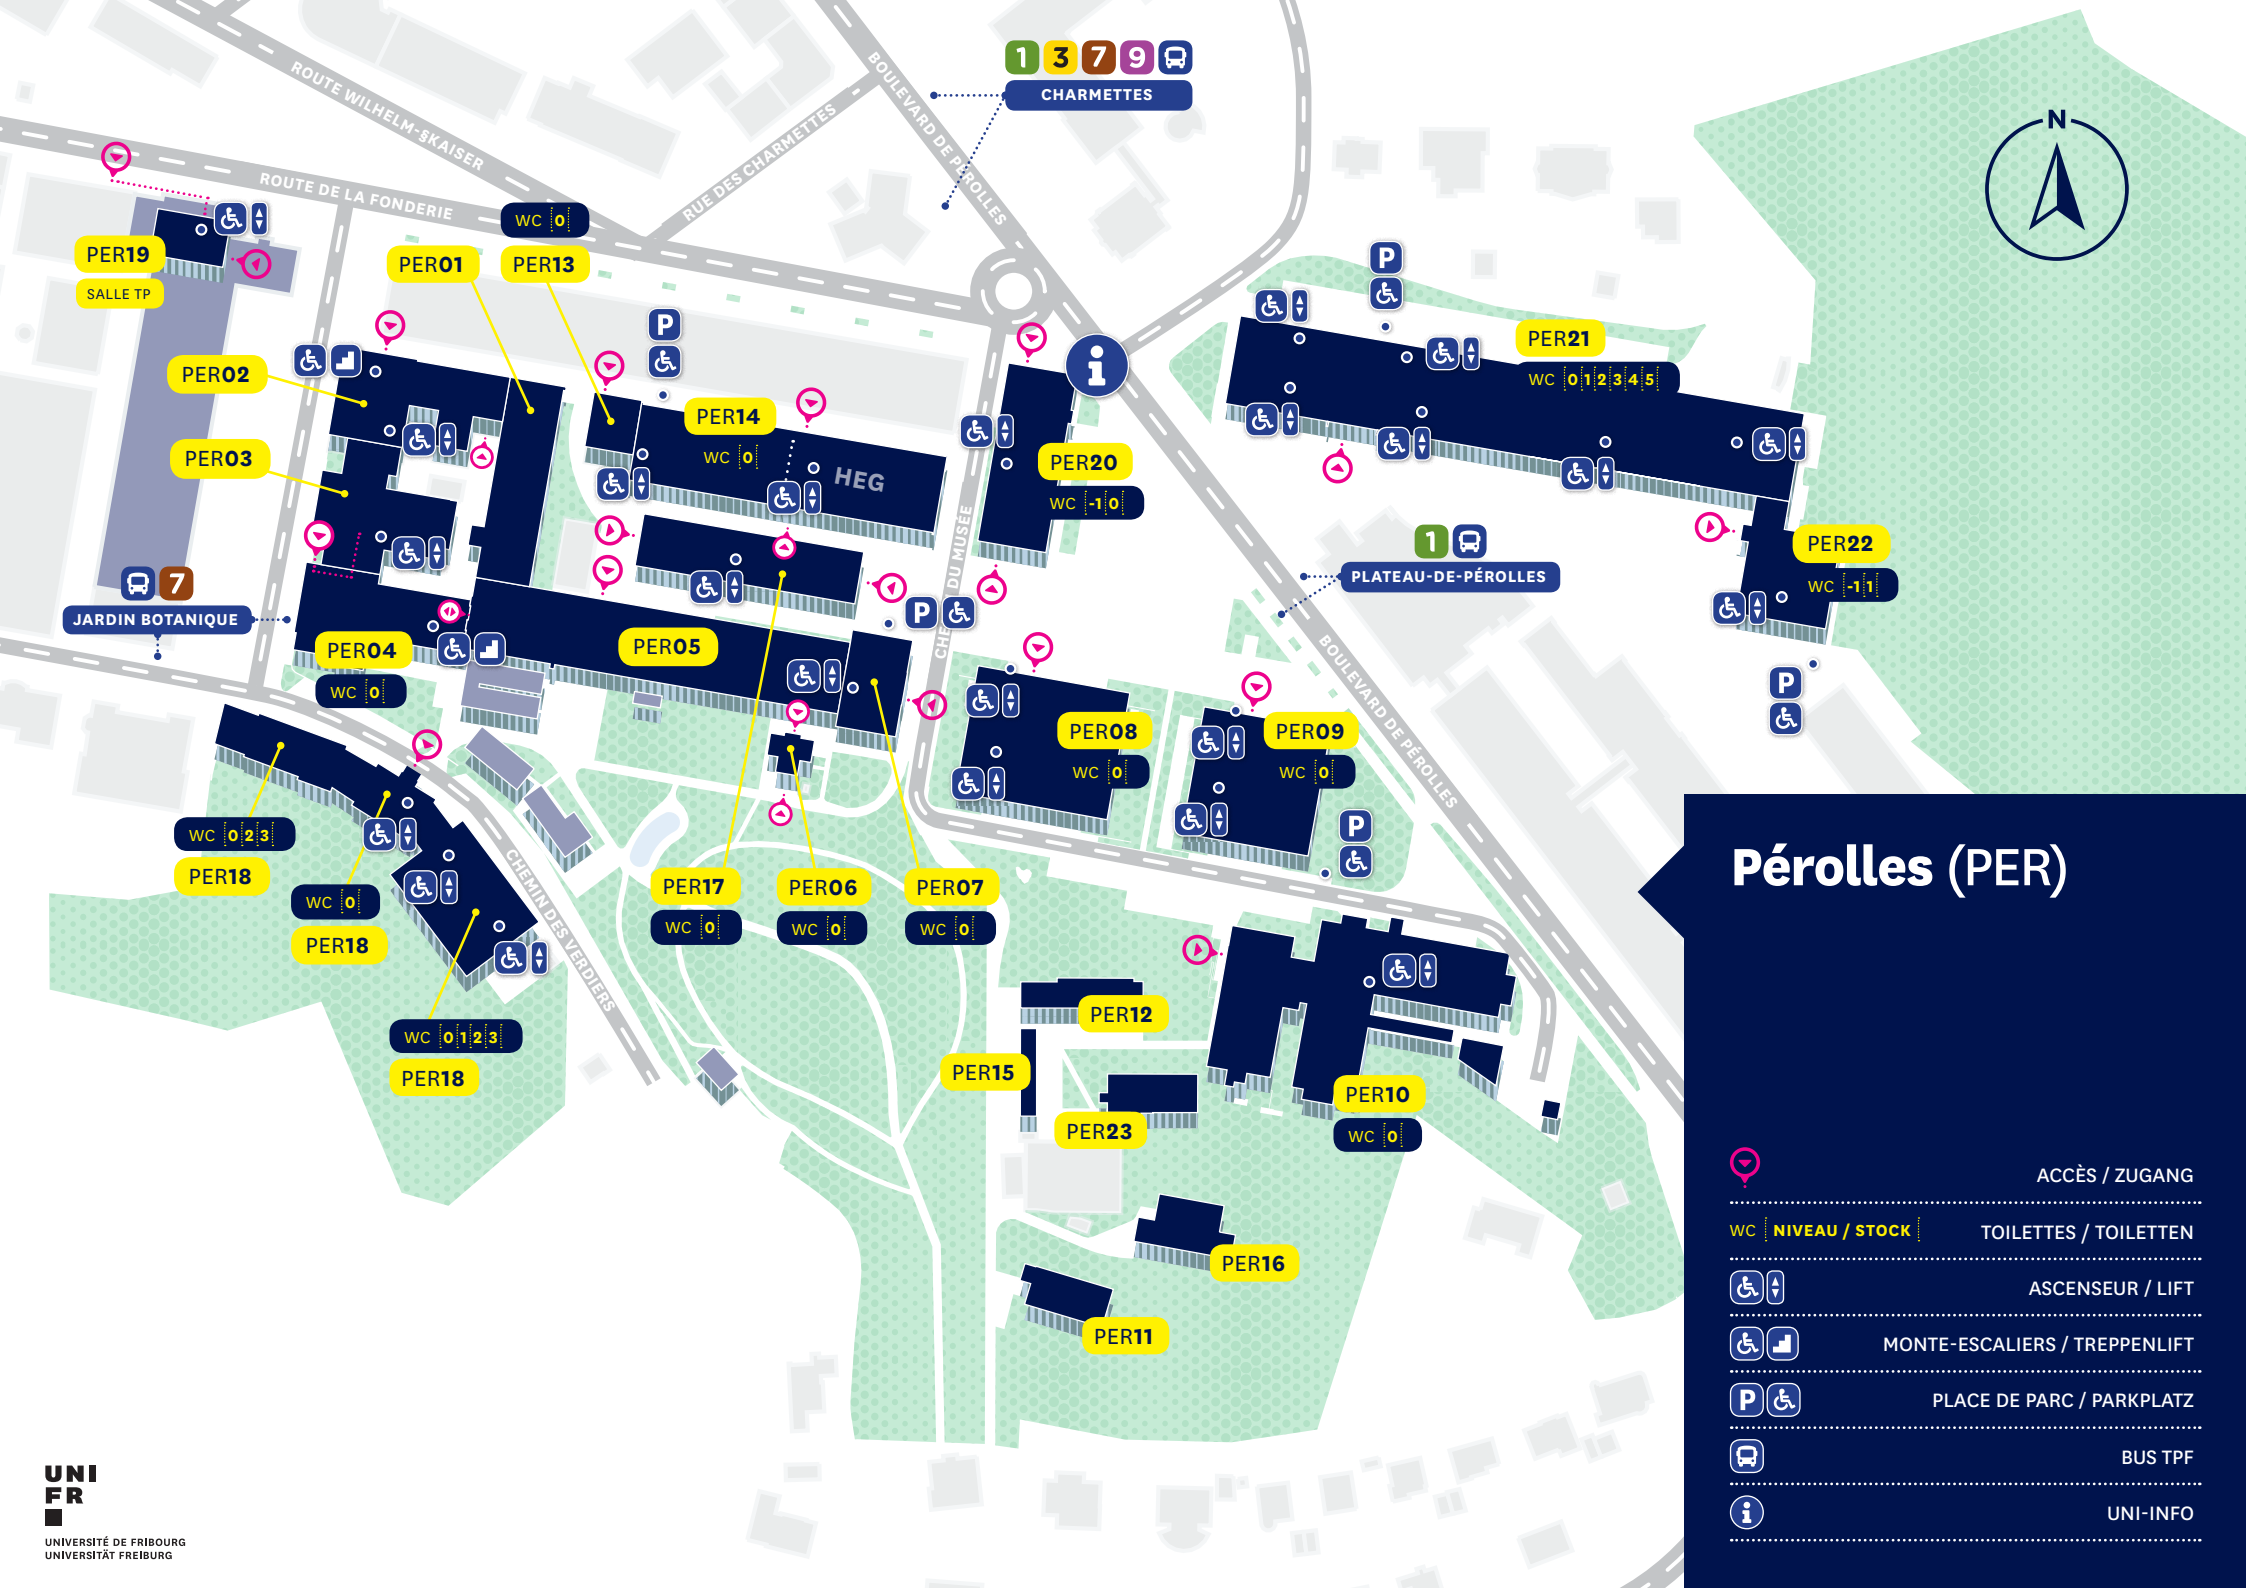 1 3 7 9
CHARMETTES
BOULEVARD DE PÉROLLES
ROUTE WILHELM-§KAISER
RUE DES CHARMETTES
ROUTE DE LA FONDERIE
N
WC 0
PER19
SALLE TP
PER01
PER13
P
P
PER02
PER03
PER14
WC 0
HEG
PER20
WC -1 0
PER21
WC 0 1 2 3 4 5
1
PLATEAU-DE-PÉROLLES
PER22
WC -1 1
P
7
JARDIN BOTANIQUE
CHEMIN DU MUSÉE
P
PER04
WC 0
PER05
PER08
WC 0
PER09
WC 0
P
BOULEVARD DE PÉROLLES
WC 0 2 3
PER18
WC 0
PER18
WC 0 1 2 3
PER18
CHEMIN DES VERDIERS
PER17
WC 0
PER06
WC 0
PER07
WC 0
PER12
PER15
PER23
PER10
WC 0
PER16
PER11
Pérolles (PER)
ACCÈS / ZUGANG
WC NIVEAU / STOCK TOILETTES / TOILETTEN
ASCENSEUR / LIFT
MONTE-ESCALIERS / TREPPENLIFT
P PLACE DE PARC / PARKPLATZ
BUS TPF
UNI-INFO
UNI
FR
UNIVERSITÉ DE FRIBOURG
UNIVERSITÄT FREIBURG